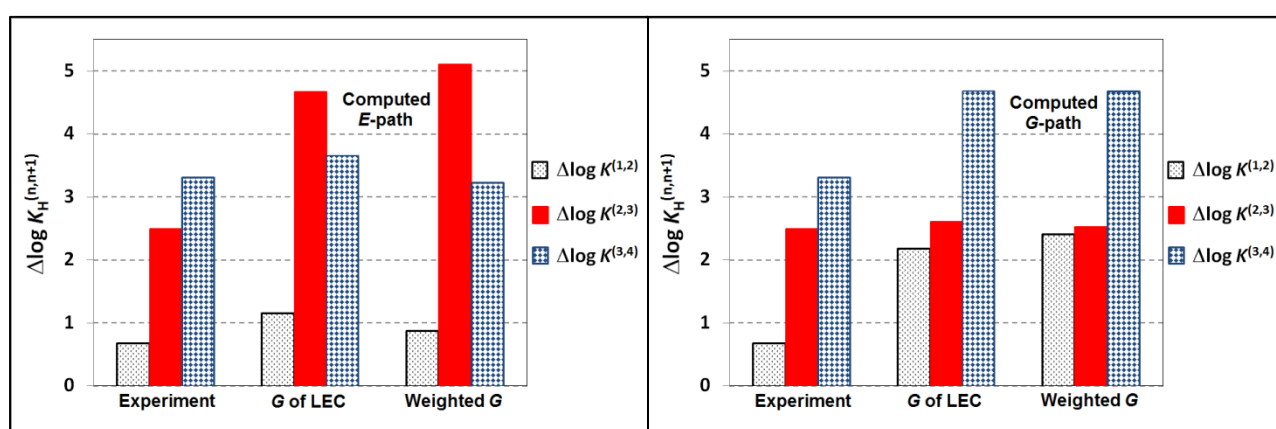 5
4
3
2
1
0
Δlog K_H^(n,n+1)
Computed
E-path
Experiment
G of LEC
Weighted G
Δlog K^(1,2)
Δlog K^(2,3)
Δlog K^(3,4)
5
4
3
2
1
0
Δlog K_H^(n,n+1)
Computed
G-path
Experiment
G of LEC
Weighted G
Δlog K^(1,2)
Δlog K^(2,3)
Δlog K^(3,4)